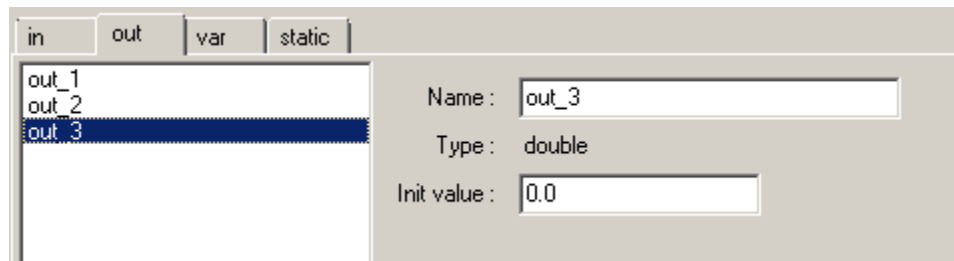 in out var static
out_1
out_2
out_3
Name : out_3
Type : double
Init value : 0.0